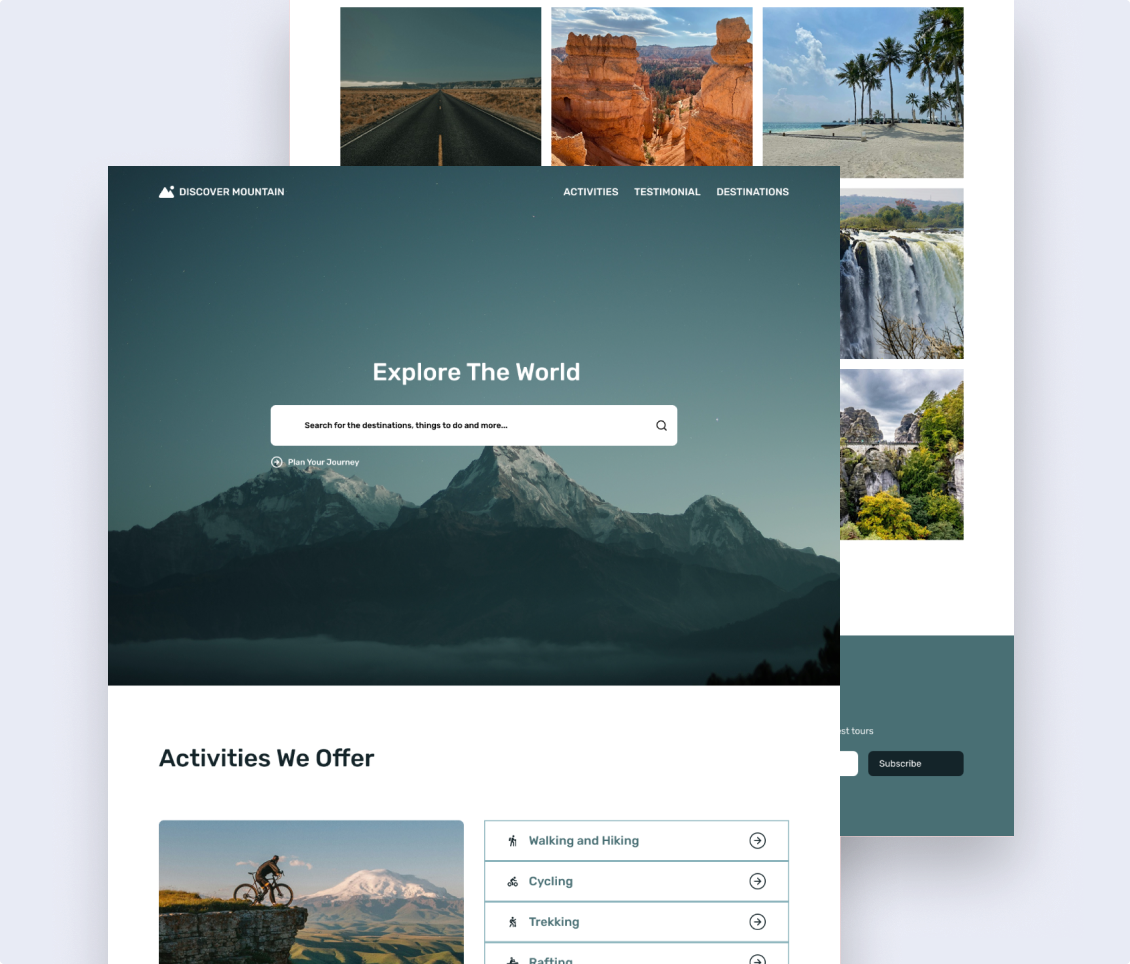 DISCOVER MOUNTAIN
ACTIVITIES TESTIMONIAL DESTINATIONS
Explore The World
Search for the destinations, things to do and more...
Plan Your Journey
Activities We Offer
Walking and Hiking
Cycling
Trekking
Rafting
tours
Subscribe